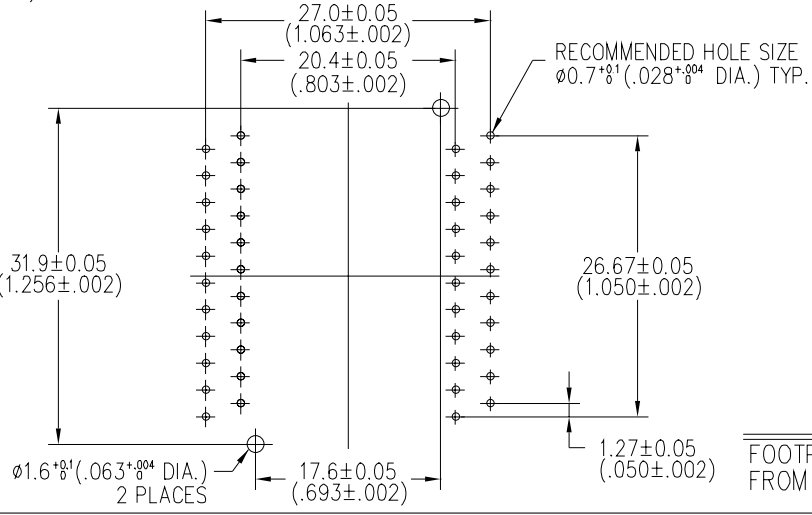 27.0±0.05
(1.063±.002)
20.4±0.05
(.803±.002)
RECOMMENDED HOLE SIZE
ø0.7⁺⁰·¹₀ (.028⁺·⁰⁰⁴₀ DIA.) TYP.
31.9±0.05
(1.256±.002)
26.67±0.05
(1.050±.002)
ø1.6⁺⁰·¹₀ (.063⁺·⁰⁰⁴₀ DIA.)
2 PLACES
17.6±0.05
(.693±.002)
1.27±0.05
(.050±.002)
FOOTP
FROM